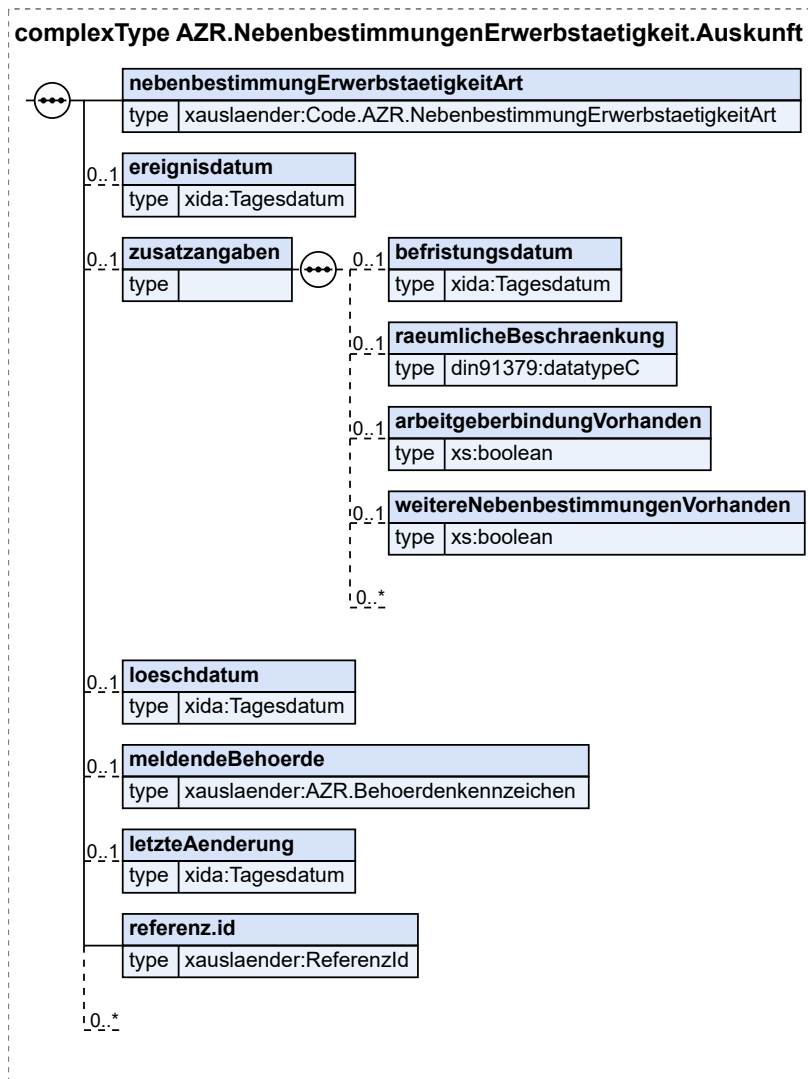 complexType AZR.NebenbestimmungenErwerbstaetigkeit.Auskunft
nebenbestimmungErwerbstaetigkeitArt
type xauslaender:Code.AZR.NebenbestimmungErwerbstaetigkeitArt
0..1 ereignisdatum
type xida:Tagesdatum
0..1 zusatzangaben
type
0..1 befristungsdatum
type xida:Tagesdatum
0..1 raeumlicheBeschraenkung
type din91379:datatypeC
0..1 arbeitgeberbindungVorhanden
type xs:boolean
0..1 weitereNebenbestimmungenVorhanden
type xs:boolean
0..*
0..1 loeschdatum
type xida:Tagesdatum
0..1 meldendeBehoerde
type xauslaender:AZR.Behoerdenkennzeichen
0..1 letzteAenderung
type xida:Tagesdatum
referenz.id
type xauslaender:ReferenzId
0..*